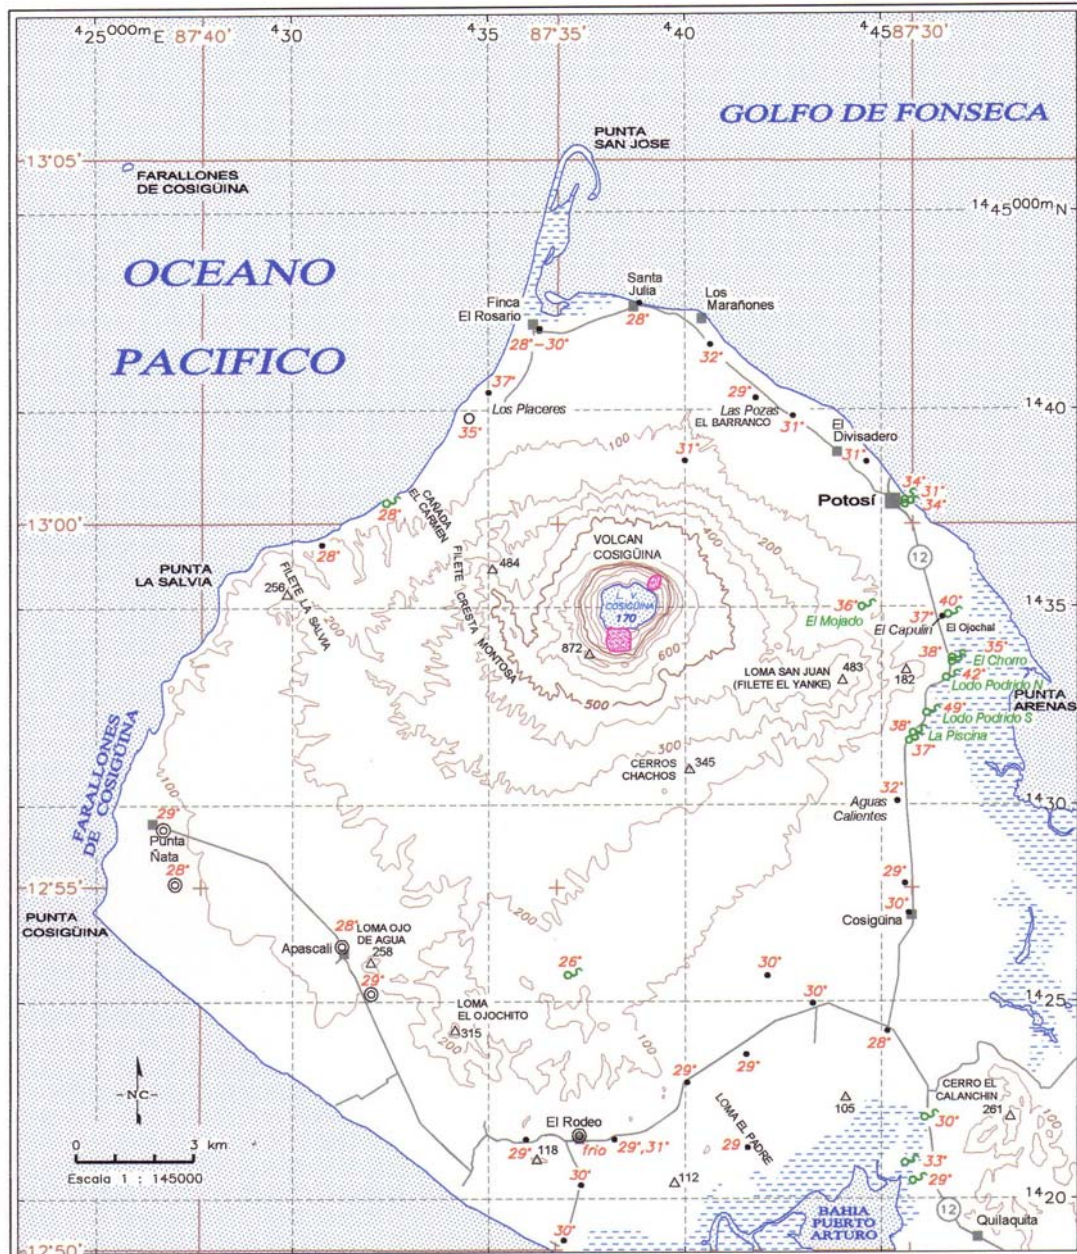 ⁴25⁰⁰⁰ᵐE
87°40'
⁴30
⁴35
87°35'
⁴40
⁴45
87°30'
GOLFO DE FONSECA
PUNTA
SAN JOSE
13°05'
FARALLONES
DE COSIGÜINA
¹⁴45⁰⁰⁰ᵐN
OCEANO
PACIFICO
Santa
Julia
Los
Marañones
Finca
El Rosario
28°
28°-30°
32°
37°
Los Placeres
29°
Las Pozas
EL BARRANCO
¹⁴40
35°
31°
El
Divisadero
100
31°
31°
34°
31°
34°
Potosí
28°
CAÑADA
EL CARMEN
400
200
13°00'
28°
VOLCAN
COSIGÜINA
12
PUNTA
LA SALVIA
484
FILETE CRESTA MONTOSA
256
FILETE LA SALVIA
200
L. V.
COSIGÜINA
170
36°
El Mojado
40°
37°
El Capulín
El Ojochal
¹⁴35
38°
35°
El Chorro
872
600
LOMA SAN JUAN
(FILETE EL YANKE)
483
182
42°
Lodo Podrido N
PUNTA
ARENAS
500
49°
Lodo Podrido S
38°
La Piscina
37°
300
FARALLONES
DE COSIGÜINA
CERROS
CHACHOS
345
100
32°
Aguas
Calientes
¹⁴30
29°
Punta
Ñata
28°
12°55'
29°
30°
Cosigüina
200
100
PUNTA
COSIGÜINA
28°
LOMA OJO
DE AGUA
258
Apascali
29°
26°
30°
30°
¹⁴25
LOMA
EL OJOCHITO
315
200
100
28°
29°
29°
-NC-
CERRO EL
CALANCHIN
261
105
30°
0 3 km
Escala 1 : 145000
El Rodeo
29°
118
frio
29°,31°
LOMA EL PADRE
29
33°
29°
30°
112
¹⁴20
12
BAHIA
PUERTO
ARTURO
Quilaquita
30°
12°50'